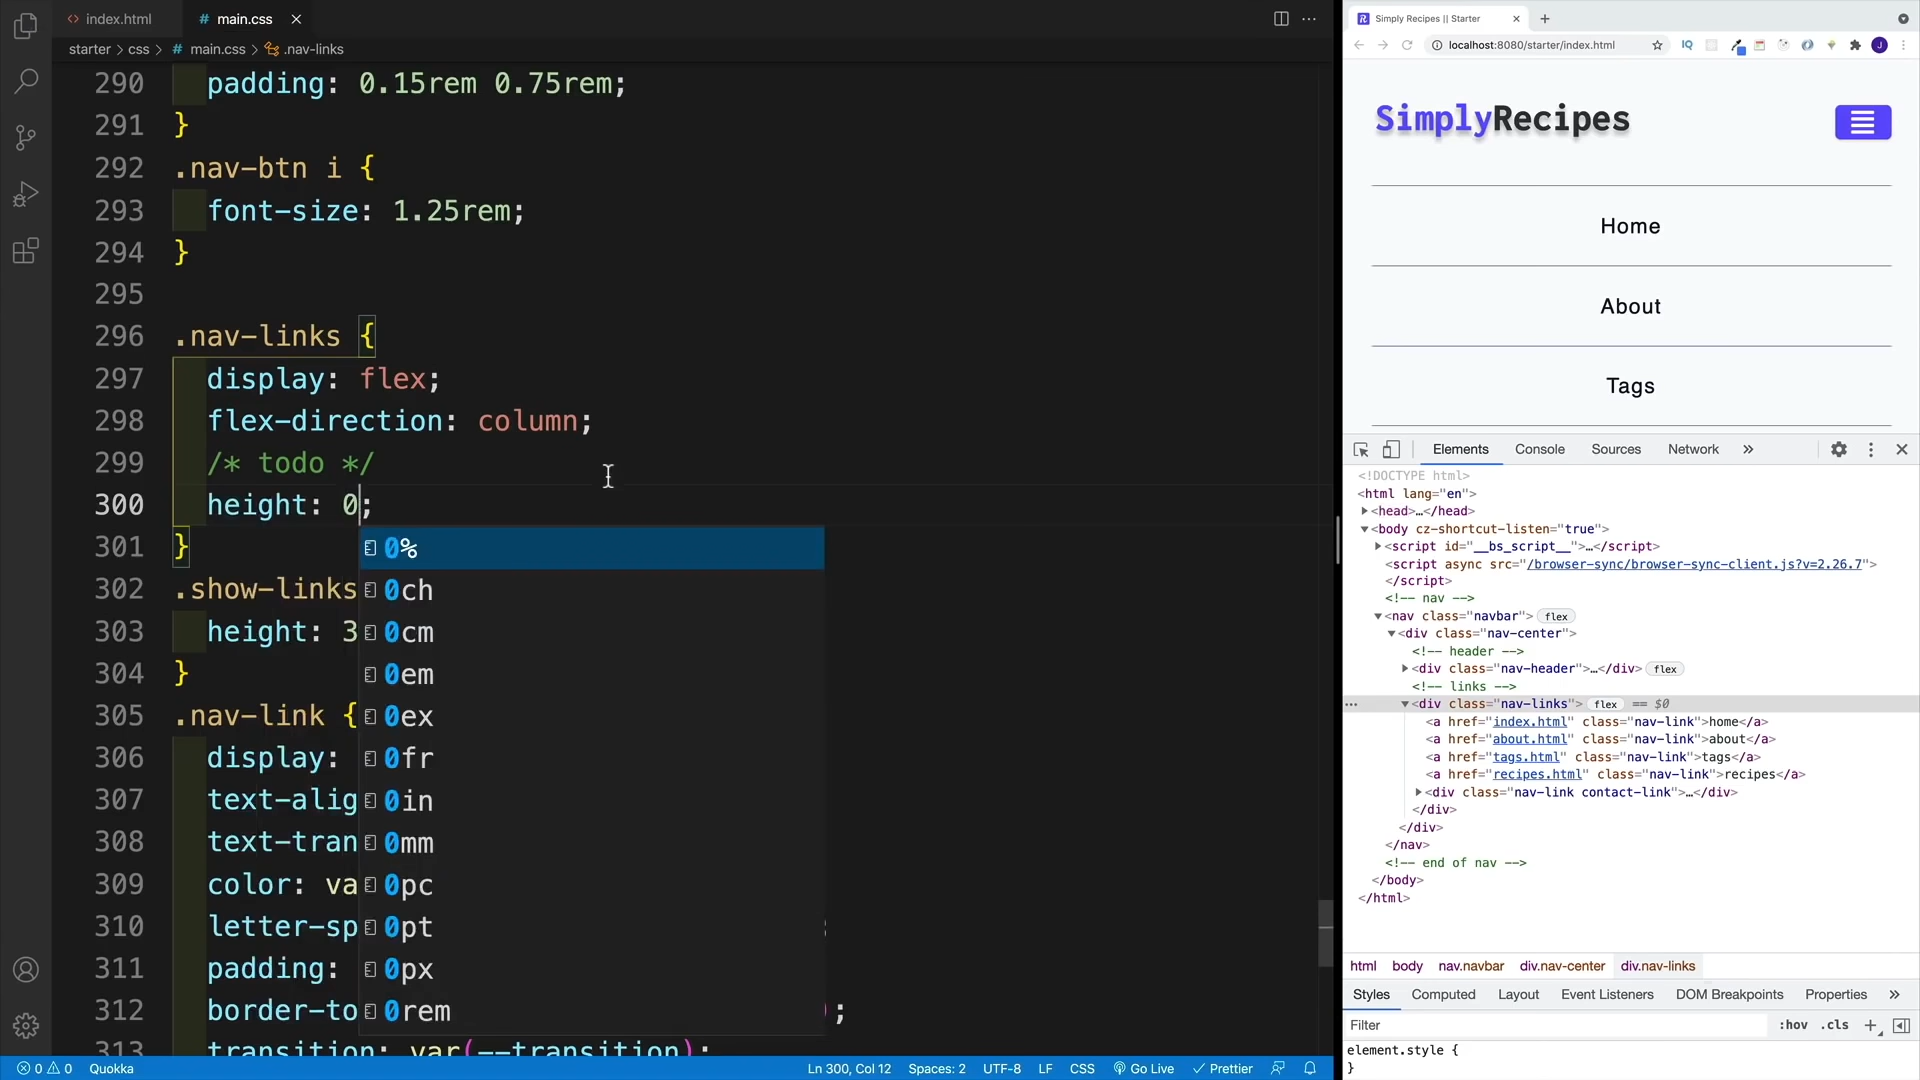 index.html
main.css
starter > css > # main.css > .nav-links
290 padding: 0.15rem 0.75rem;
291 }
292 .nav-btn i {
293 font-size: 1.25rem;
294 }
295
296 .nav-links {
297 display: flex;
298 flex-direction: column;
299 /* todo */
300 height: 0;
301 }
302 .show-links
303 height: 3
304 }
305 .nav-link {
306 display:
307 text-alig
308 text-tran
309 color: va
310 letter-sp
311 padding:
312 border-to );
313 transition: var(--transition);
0%
0ch
0cm
0em
0ex
0fr
0in
0mm
0pc
0pt
0px
0rem
0 0 Quokka
Ln 300, Col 12 Spaces: 2 UTF-8 LF CSS Go Live Prettier
Simply Recipes || Starter
localhost:8080/starter/index.html
IQ
J
SimplyRecipes
Home
About
Tags
Elements Console Sources Network »
<!DOCTYPE html>
<html lang="en">
<head>…</head>
<body cz-shortcut-listen="true">
<script id="__bs_script__">…</script>
<script async src="/browser-sync/browser-sync-client.js?v=2.26.7">
</script>
<!-- nav -->
<nav class="navbar"> flex
<div class="nav-center">
<!-- header -->
<div class="nav-header">…</div> flex
<!-- links -->
<div class="nav-links"> flex == $0
<a href="index.html" class="nav-link">home</a>
<a href="about.html" class="nav-link">about</a>
<a href="tags.html" class="nav-link">tags</a>
<a href="recipes.html" class="nav-link">recipes</a>
<div class="nav-link contact-link">…</div>
</div>
</div>
</nav>
<!-- end of nav -->
</body>
</html>
html body nav.navbar div.nav-center div.nav-links
Styles Computed Layout Event Listeners DOM Breakpoints Properties »
Filter :hov .cls +
element.style {
}